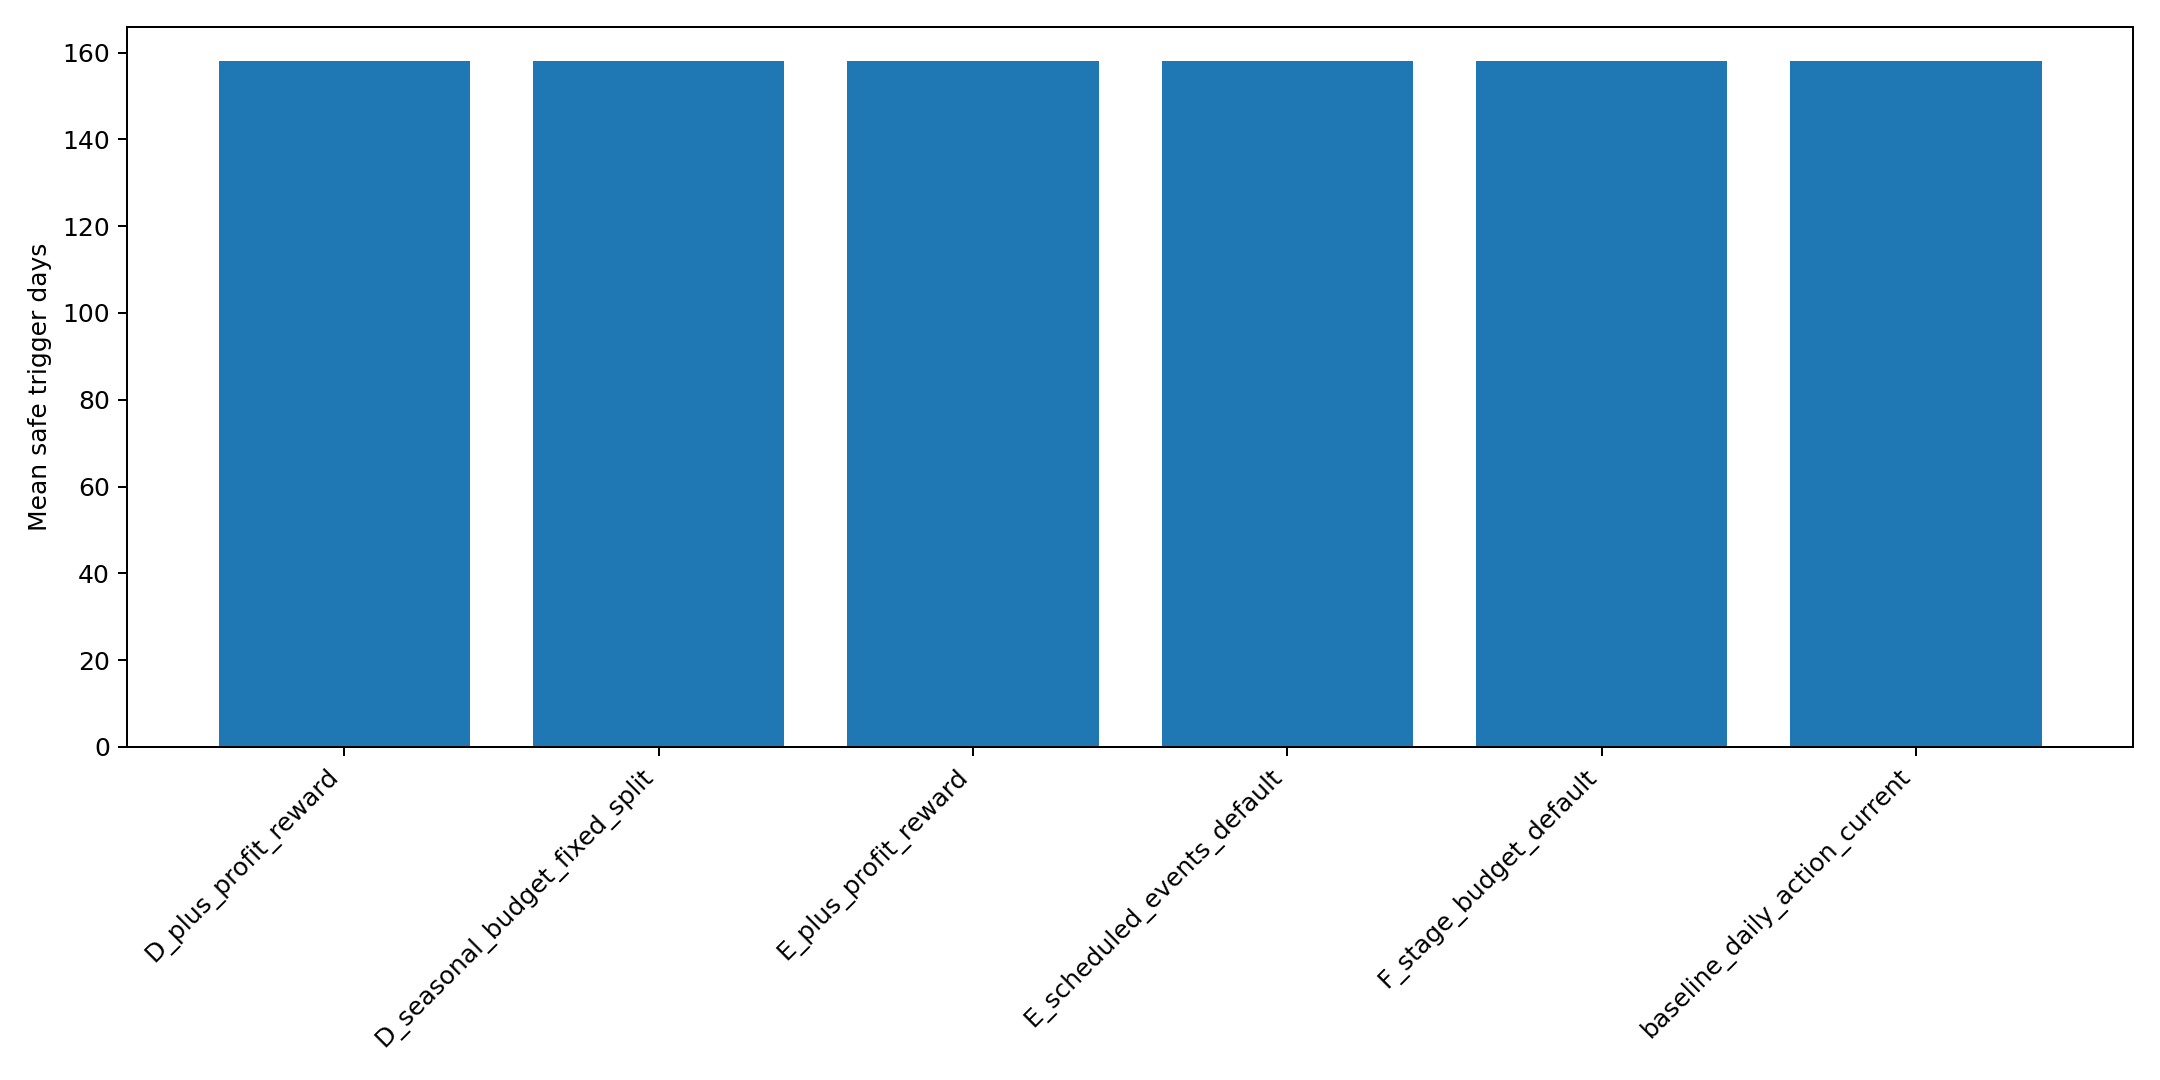 160
140
120
100
80
60
40
20
0
Mean safe trigger days
D_plus_profit_reward
D_seasonal_budget_fixed_split
E_plus_profit_reward
E_scheduled_events_default
F_stage_budget_default
baseline_daily_action_current